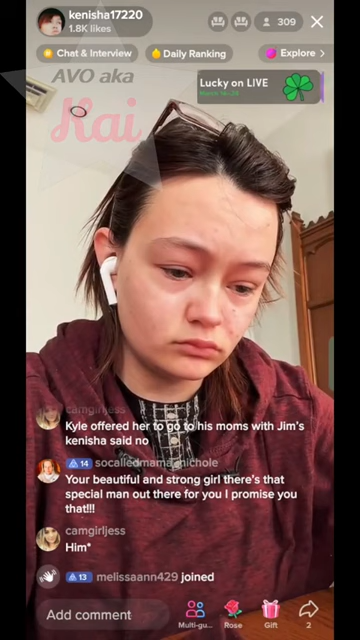 kenisha17220
1.8K likes
309
Chat & Interview
Daily Ranking
Explore >
AVO aka
Kai
Lucky on LIVE
camgirljess
Kyle offered her to go to his moms with Jim's
kenisha said no
14 socalledmama_nichole
Your beautiful and strong girl there's that
special man out there for you I promise you
that!!!
camgirljess
Him*
13 melissaann429 joined
Add comment
Multi-gu...
Rose
Gift
2